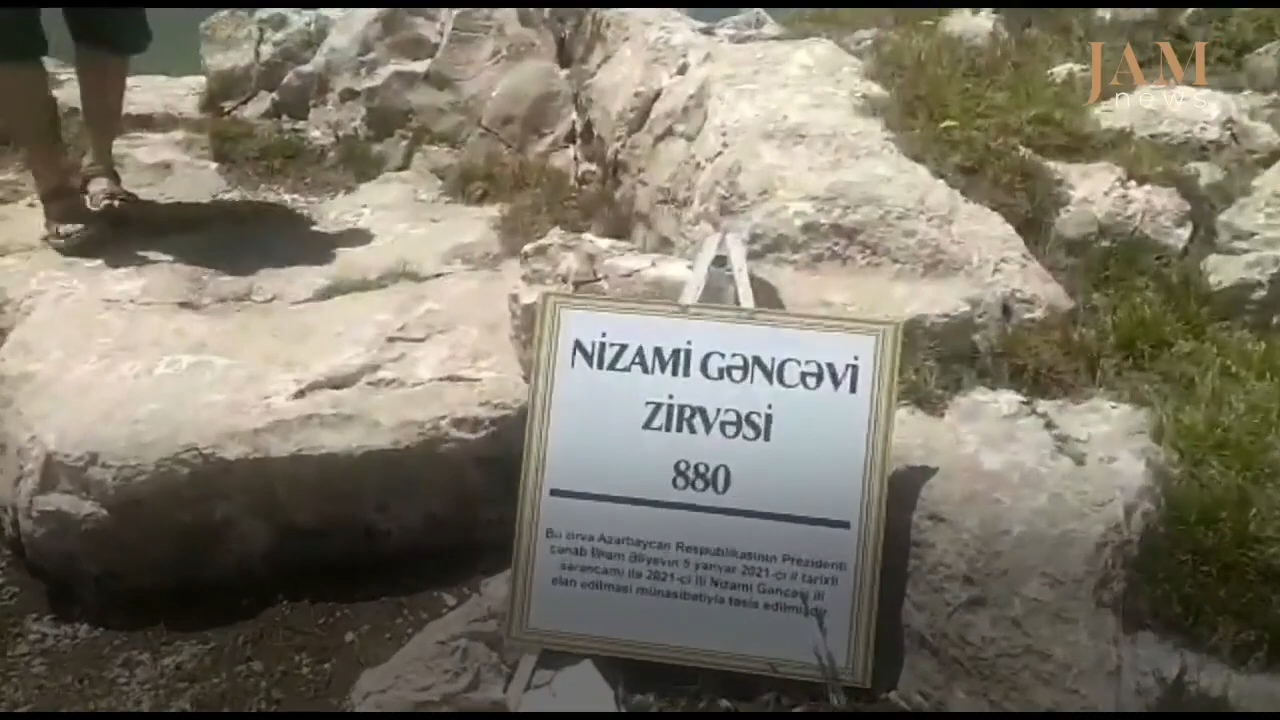 JAM
news
NİZAMİ GƏNCƏVİ
ZİRVƏSİ
880
Bu zirvə Azərbaycan Respublikasının Prezidenti
cənab İlham Əliyevin 5 yanvar 2021-ci il tarixli
sərəncamı ilə 2021-ci ili Nizami Gəncəvi ili
elan edilməsi münasibətiylə təsis edilmişdir